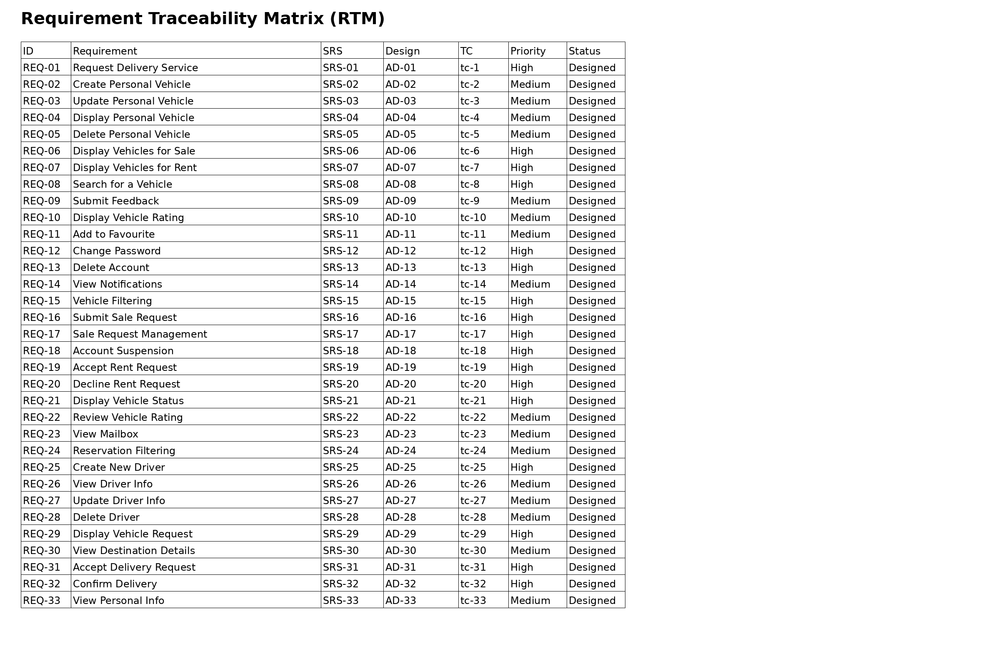 Requirement Traceability Matrix (RTM)
ID Requirement SRS Design TC Priority Status
REQ-01 Request Delivery Service SRS-01 AD-01 tc-1 High Designed
REQ-02 Create Personal Vehicle SRS-02 AD-02 tc-2 Medium Designed
REQ-03 Update Personal Vehicle SRS-03 AD-03 tc-3 Medium Designed
REQ-04 Display Personal Vehicle SRS-04 AD-04 tc-4 Medium Designed
REQ-05 Delete Personal Vehicle SRS-05 AD-05 tc-5 Medium Designed
REQ-06 Display Vehicles for Sale SRS-06 AD-06 tc-6 High Designed
REQ-07 Display Vehicles for Rent SRS-07 AD-07 tc-7 High Designed
REQ-08 Search for a Vehicle SRS-08 AD-08 tc-8 High Designed
REQ-09 Submit Feedback SRS-09 AD-09 tc-9 Medium Designed
REQ-10 Display Vehicle Rating SRS-10 AD-10 tc-10 Medium Designed
REQ-11 Add to Favourite SRS-11 AD-11 tc-11 Medium Designed
REQ-12 Change Password SRS-12 AD-12 tc-12 High Designed
REQ-13 Delete Account SRS-13 AD-13 tc-13 High Designed
REQ-14 View Notifications SRS-14 AD-14 tc-14 Medium Designed
REQ-15 Vehicle Filtering SRS-15 AD-15 tc-15 High Designed
REQ-16 Submit Sale Request SRS-16 AD-16 tc-16 High Designed
REQ-17 Sale Request Management SRS-17 AD-17 tc-17 High Designed
REQ-18 Account Suspension SRS-18 AD-18 tc-18 High Designed
REQ-19 Accept Rent Request SRS-19 AD-19 tc-19 High Designed
REQ-20 Decline Rent Request SRS-20 AD-20 tc-20 High Designed
REQ-21 Display Vehicle Status SRS-21 AD-21 tc-21 High Designed
REQ-22 Review Vehicle Rating SRS-22 AD-22 tc-22 Medium Designed
REQ-23 View Mailbox SRS-23 AD-23 tc-23 Medium Designed
REQ-24 Reservation Filtering SRS-24 AD-24 tc-24 Medium Designed
REQ-25 Create New Driver SRS-25 AD-25 tc-25 High Designed
REQ-26 View Driver Info SRS-26 AD-26 tc-26 Medium Designed
REQ-27 Update Driver Info SRS-27 AD-27 tc-27 Medium Designed
REQ-28 Delete Driver SRS-28 AD-28 tc-28 Medium Designed
REQ-29 Display Vehicle Request SRS-29 AD-29 tc-29 High Designed
REQ-30 View Destination Details SRS-30 AD-30 tc-30 Medium Designed
REQ-31 Accept Delivery Request SRS-31 AD-31 tc-31 High Designed
REQ-32 Confirm Delivery SRS-32 AD-32 tc-32 High Designed
REQ-33 View Personal Info SRS-33 AD-33 tc-33 Medium Designed